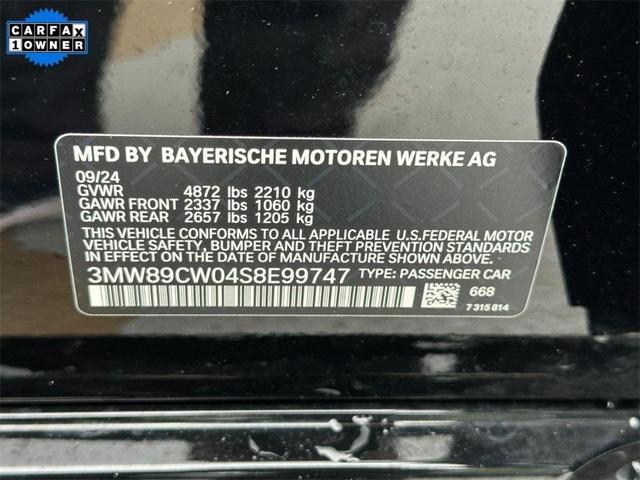 CARFAX
1 OWNER
MFD BY BAYERISCHE MOTOREN WERKE AG
09/24
GVWR 4872 lbs 2210 kg
GAWR FRONT 2337 lbs 1060 kg
GAWR REAR 2657 lbs 1205 kg
THIS VEHICLE CONFORMS TO ALL APPLICABLE U.S.FEDERAL MOTOR
VEHICLE SAFETY, BUMPER AND THEFT PREVENTION STANDARDS
IN EFFECT ON THE DATE OF MANUFACTURE SHOWN ABOVE
3MW89CW04S8E99747 TYPE: PASSENGER CAR
668
7 315 814